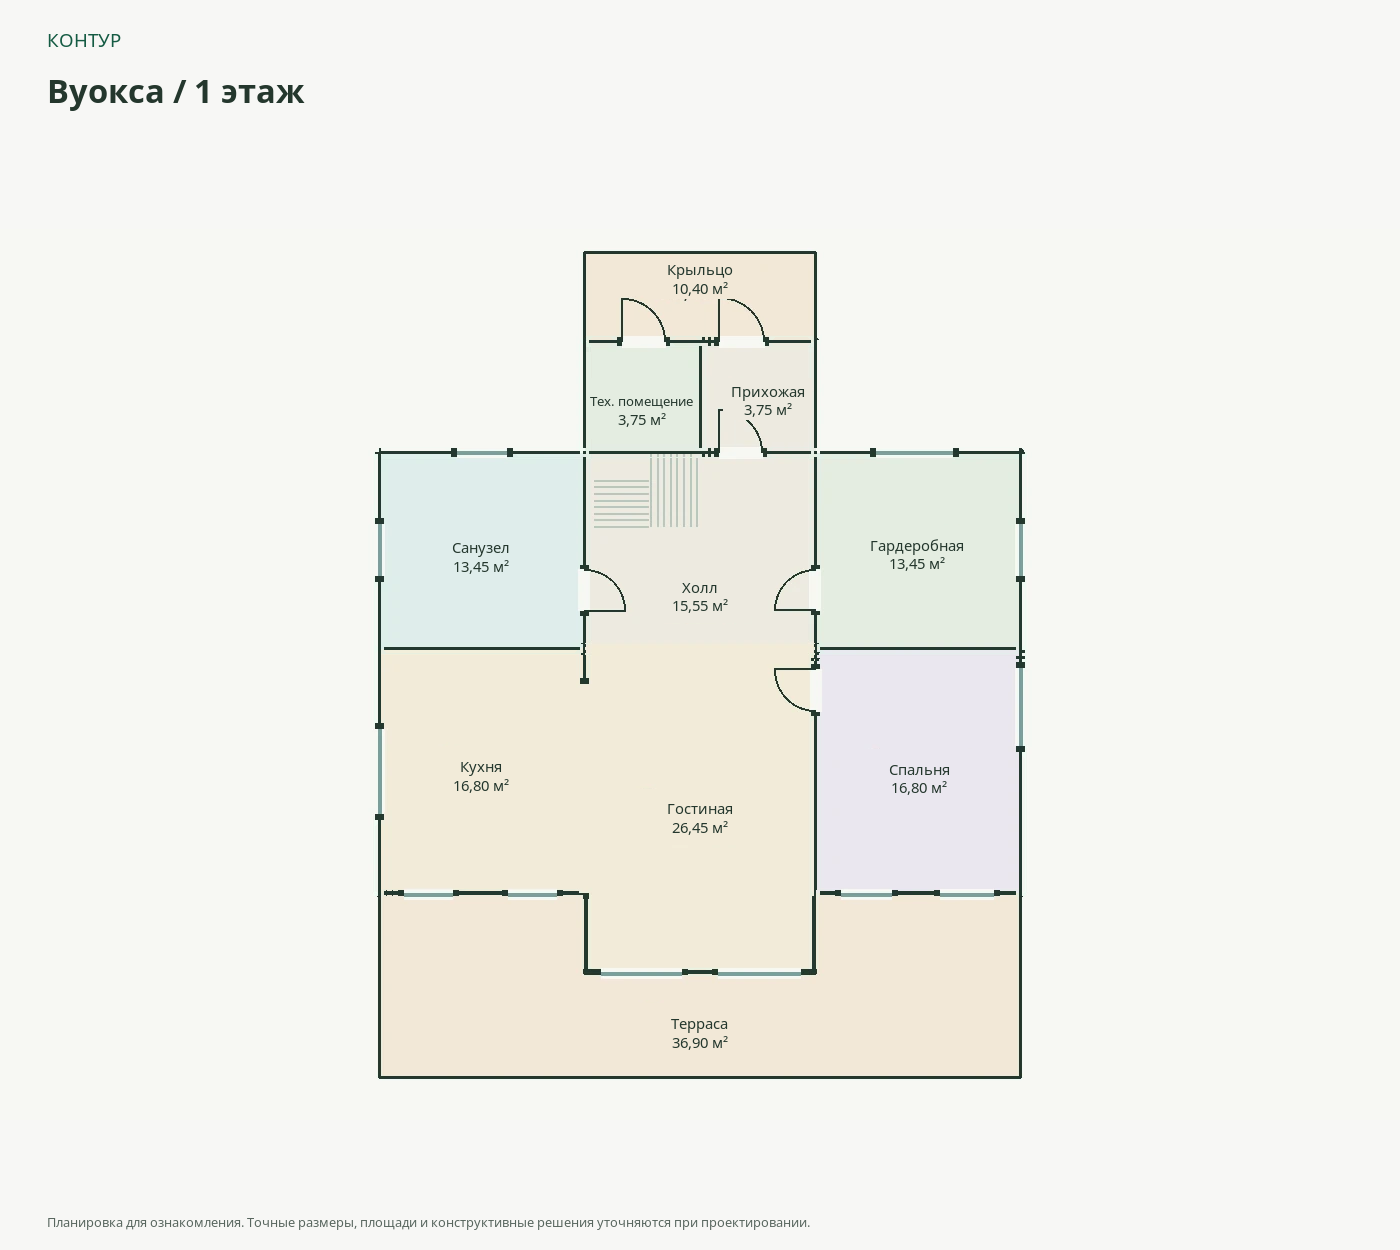 КОНТУР
Вуокса / 1 этаж
Крыльцо
10,40 м²
Тех. помещение
3,75 м²
Прихожая
3,75 м²
Санузел
13,45 м²
Гардеробная
13,45 м²
Холл
15,55 м²
Кухня
16,80 м²
Спальня
16,80 м²
Гостиная
26,45 м²
Терраса
36,90 м²
Планировка для ознакомления. Точные размеры, площади и конструктивные решения уточняются при проектировании.